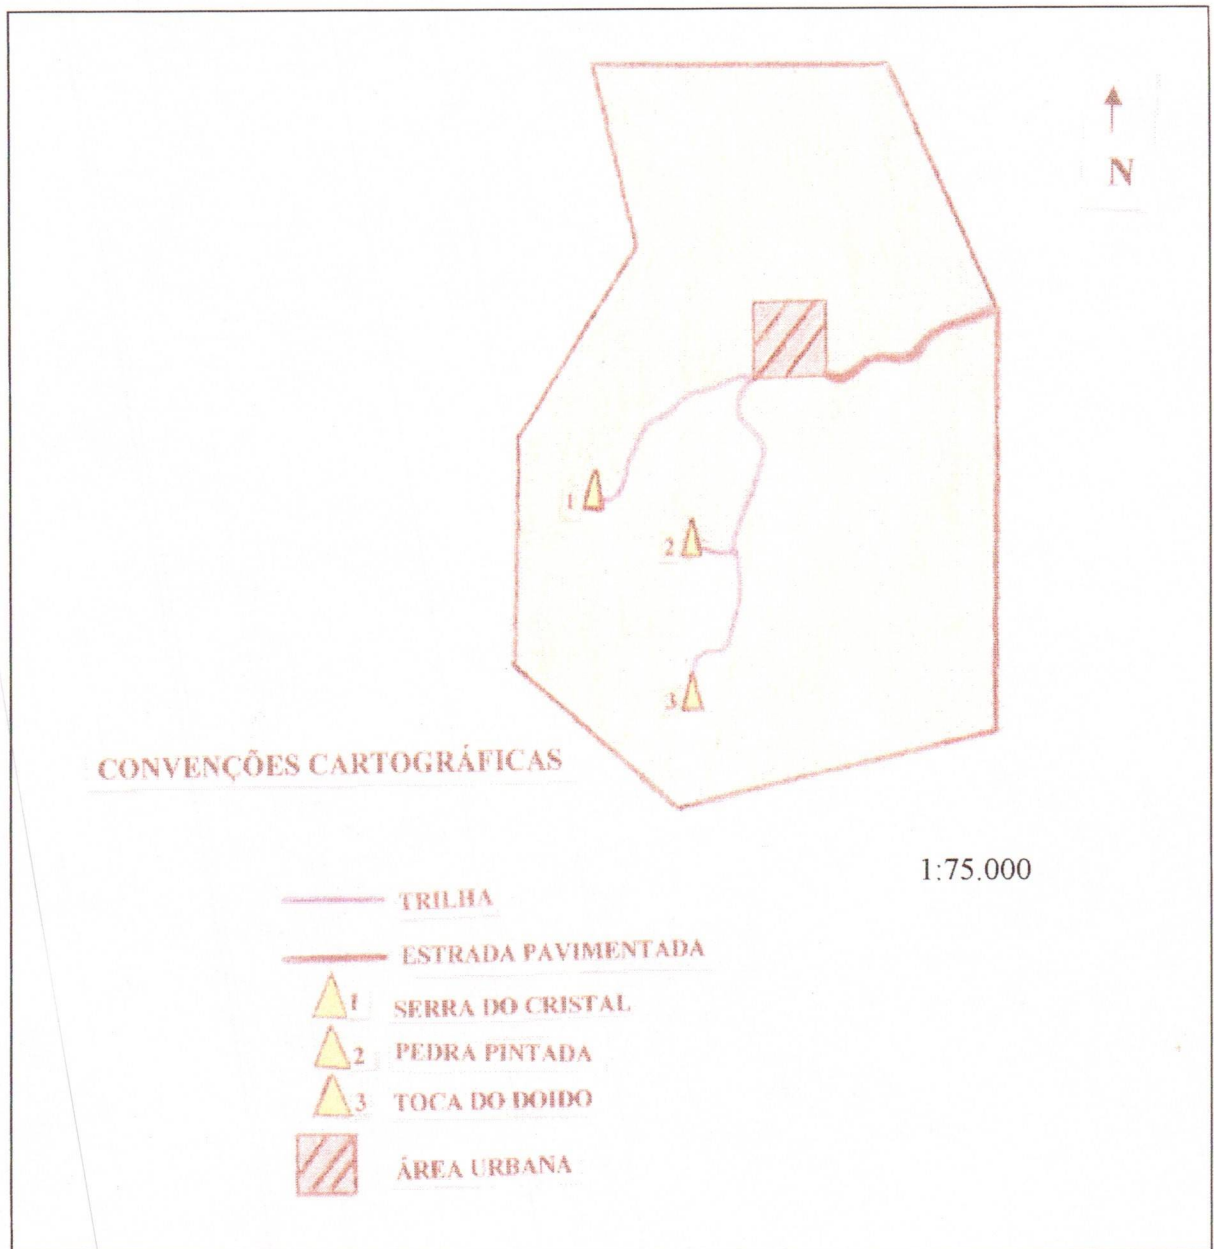 N
1
2
3
CONVENÇÕES CARTOGRÁFICAS
1:75.000
TRILHA
ESTRADA PAVIMENTADA
1 SERRA DO CRISTAL
2 PEDRA PINTADA
3 TOCA DO DOIDO
ÁREA URBANA